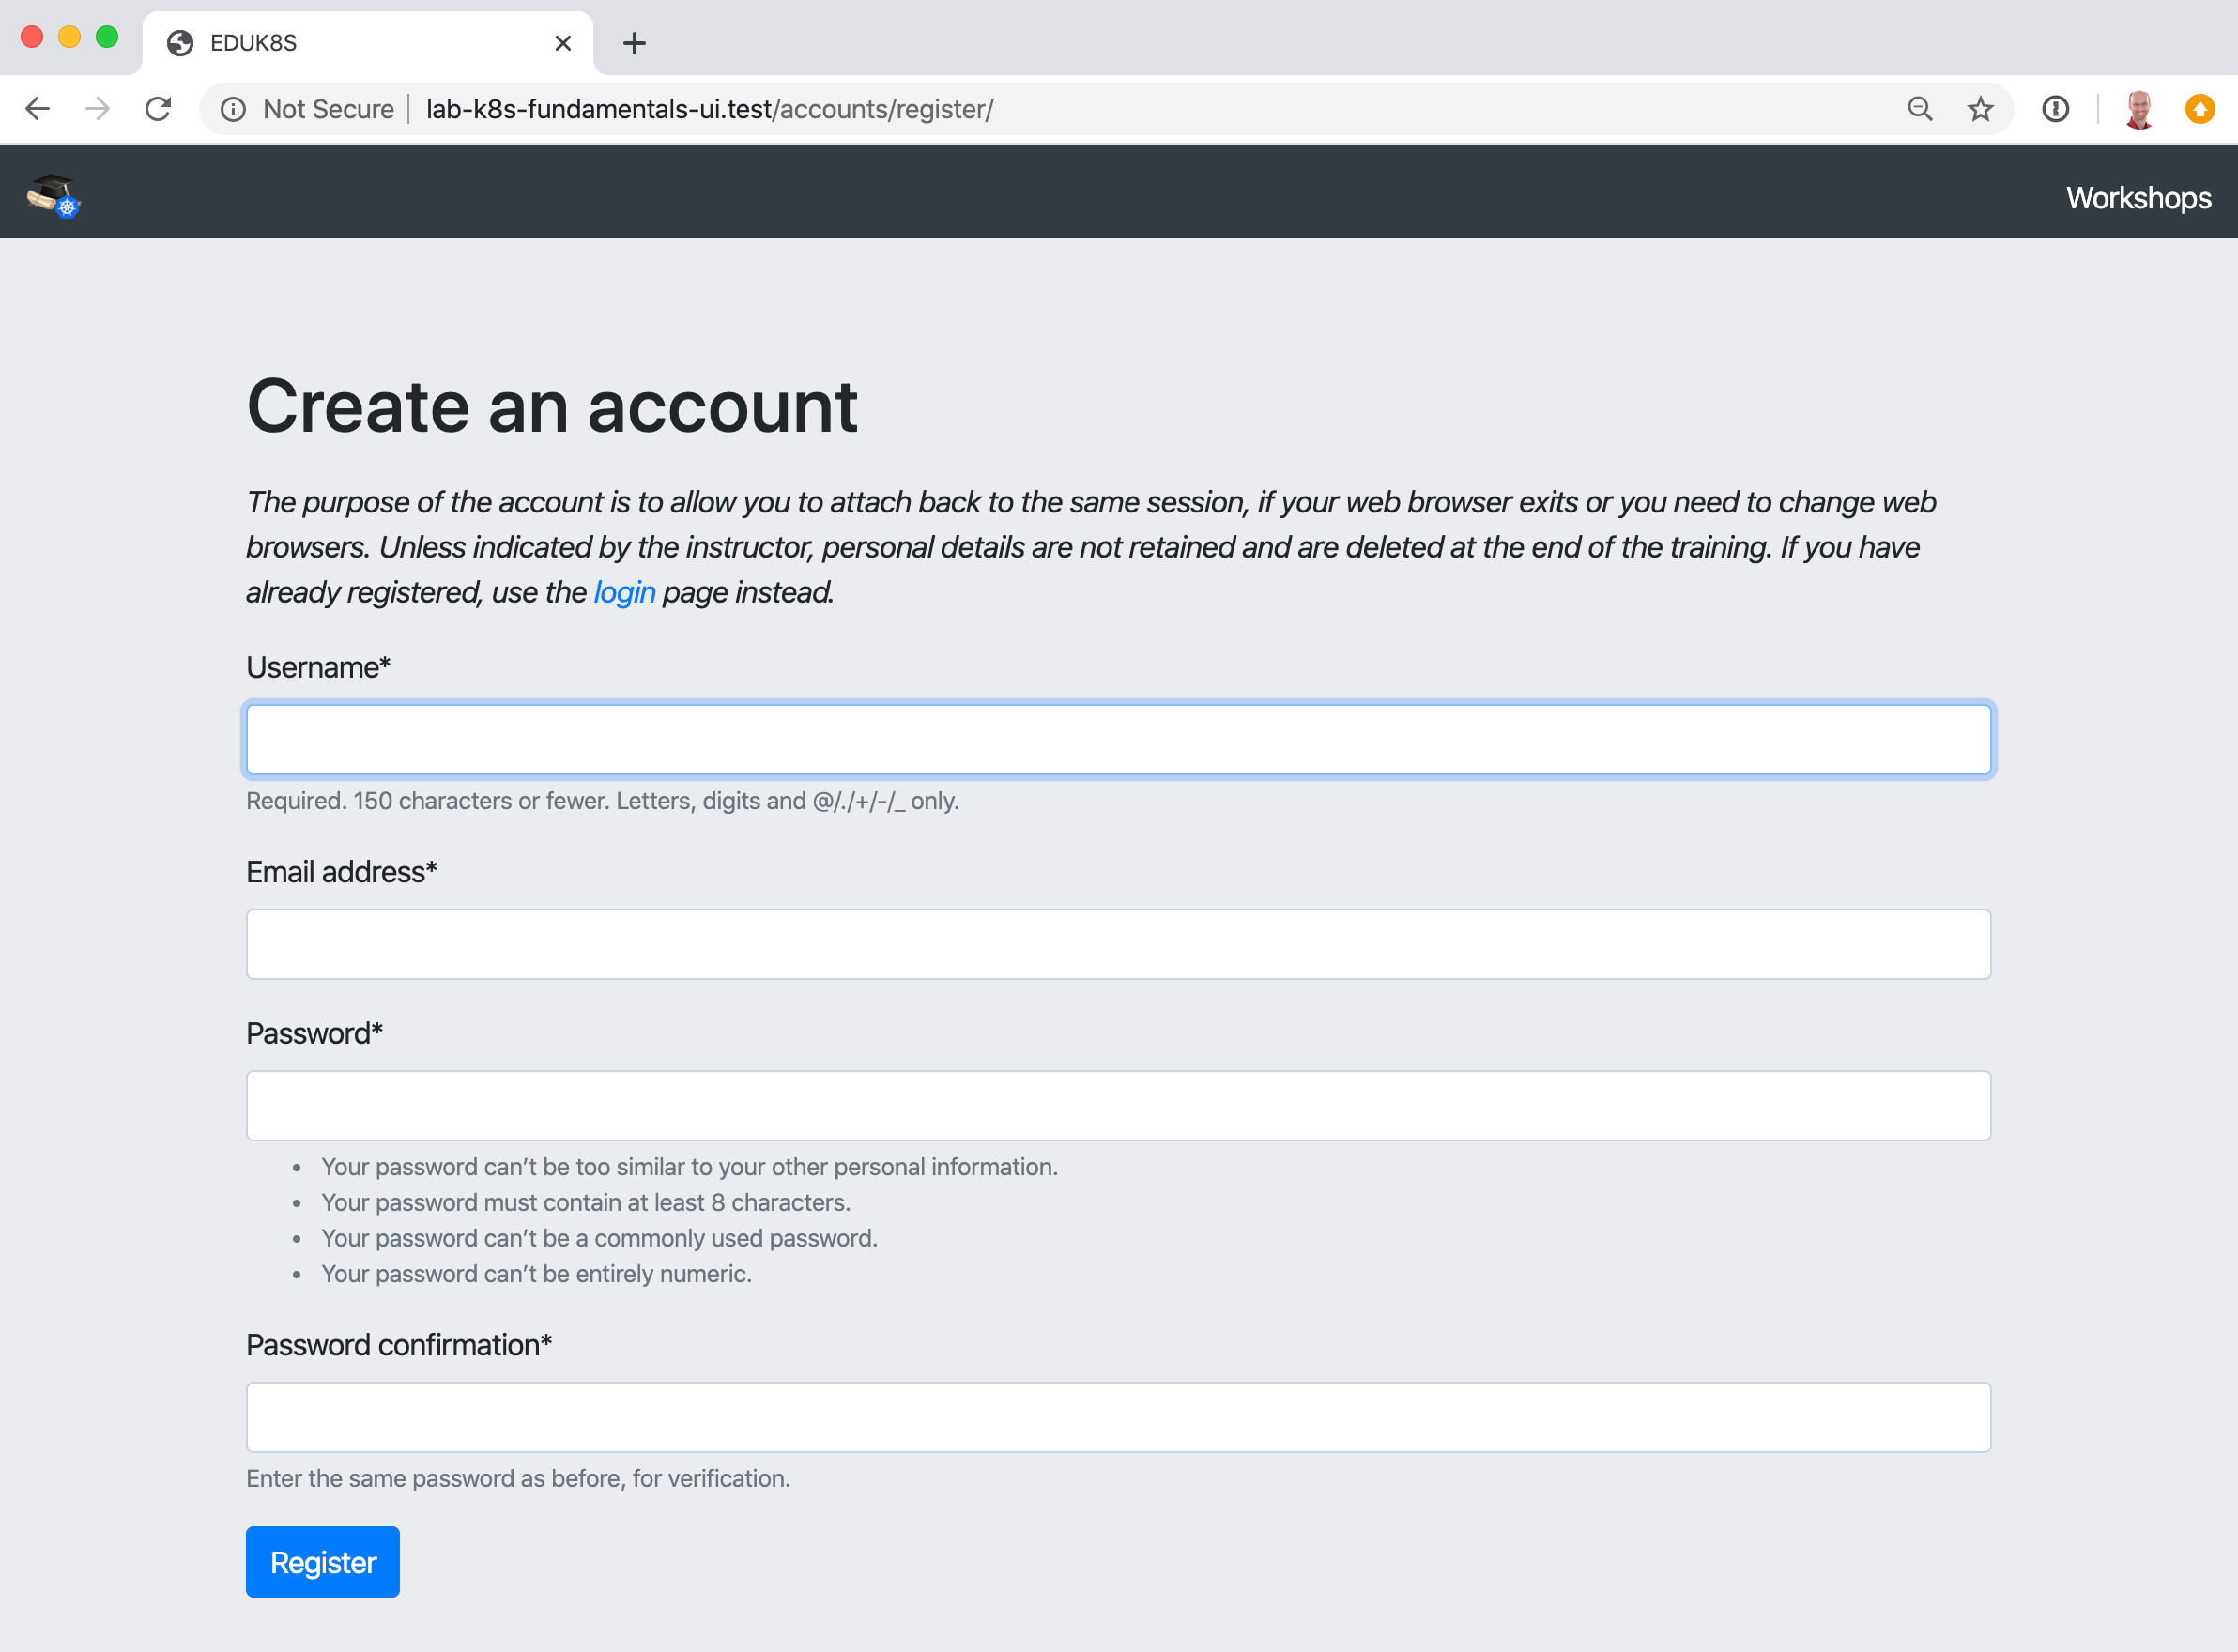 EDUK8S
Not Secure
lab-k8s-fundamentals-ui.test/accounts/register/
Workshops
Create an account
The purpose of the account is to allow you to attach back to the same session, if your web browser exits or you need to change web
browsers. Unless indicated by the instructor, personal details are not retained and are deleted at the end of the training. If you have
already registered, use the login page instead.
Username*
Required. 150 characters or fewer. Letters, digits and @/./+/-/_ only.
Email address*
Password*
• Your password can’t be too similar to your other personal information.
• Your password must contain at least 8 characters.
• Your password can’t be a commonly used password.
• Your password can’t be entirely numeric.
Password confirmation*
Enter the same password as before, for verification.
Register